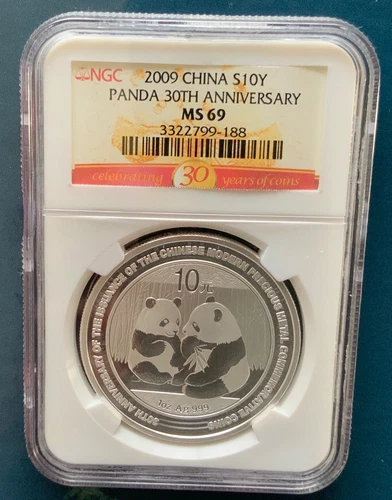 NGC
2009 CHINA S10Y
PANDA 30TH ANNIVERSARY
MS 69
3322799-188
celebrating 30 years of coins
30TH ANNIVERSARY OF THE ISSUANCE OF THE CHINESE MODERN PRECIOUS METAL COMMEMORATIVE COINS
10元
1oz Ag .999